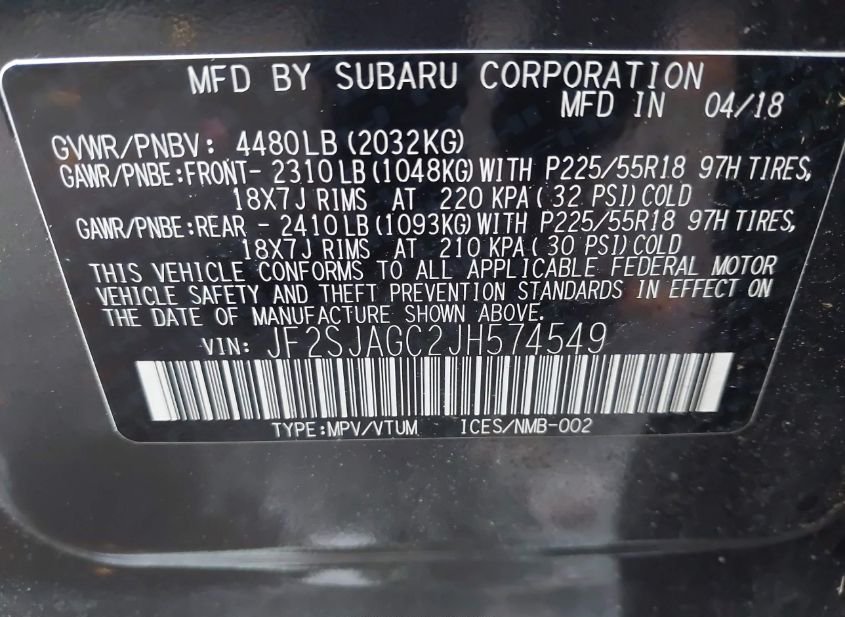 MFD BY SUBARU CORPORATION
MFD IN 04/18
GVWR/PNBV: 4480LB(2032KG)
GAWR/PNBE:FRONT- 2310LB(1048KG)WITH P225/55R18 97H TIRES,
18X7J RIMS AT 220 KPA(32 PSI)COLD
GAWR/PNBE:REAR - 2410LB(1093KG)WITH P225/55R18 97H TIRES,
18X7J RIMS AT 210 KPA(30 PSI)COLD
THIS VEHICLE CONFORMS TO ALL APPLICABLE FEDERAL MOTOR
VEHICLE SAFETY AND THEFT PREVENTION STANDARDS IN EFFECT ON
THE DATE OF MANUFACTURE SHOWN ABOVE.
VIN: JF2SJAGC2JH574549
TYPE:MPV/VTUM ICES/NMB-002